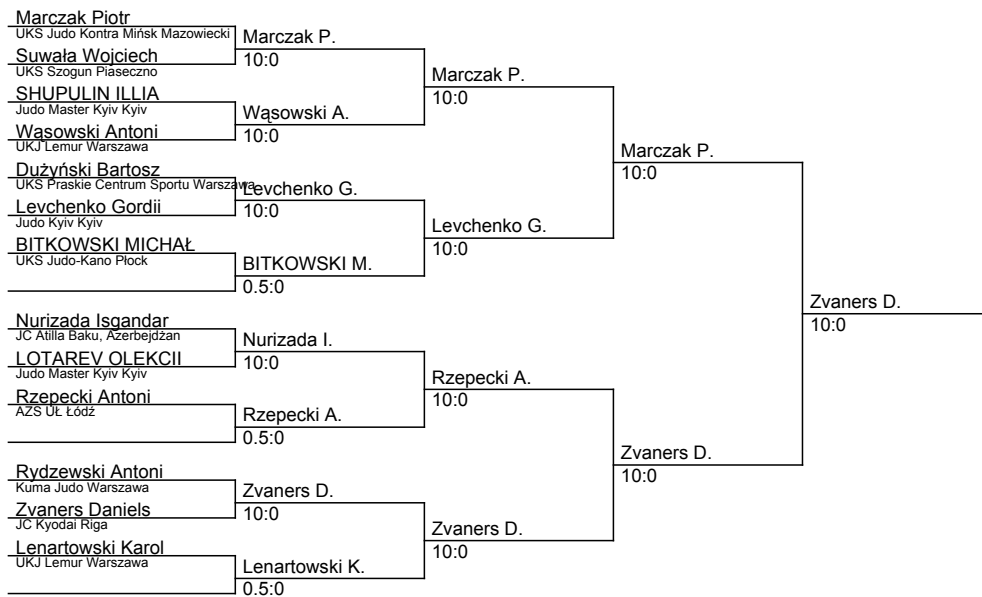 Marczak Piotr
UKS Judo Kontra Mińsk Mazowiecki
Suwała Wojciech
UKS Szogun Piaseczno
SHUPULIN ILLIA
Judo Master Kyiv Kyiv
Wąsowski Antoni
UKJ Lemur Warszawa
Dużyński Bartosz
UKS Praskie Centrum Sportu Warszawa
Levchenko Gordii
Judo Kyiv Kyiv
BITKOWSKI MICHAŁ
UKS Judo-Kano Płock
Nurizada Isgandar
JC Atilla Baku, Azerbejdżan
LOTAREV OLEKCII
Judo Master Kyiv Kyiv
Rzepecki Antoni
AZS UŁ Łódź
Rydzewski Antoni
Kuma Judo Warszawa
Zvaners Daniels
JC Kyodai Riga
Lenartowski Karol
UKJ Lemur Warszawa
Marczak P.
10:0
Wąsowski A.
10:0
Levchenko G.
10:0
BITKOWSKI M.
0.5:0
Nurizada I.
10:0
Rzepecki A.
0.5:0
Zvaners D.
10:0
Lenartowski K.
0.5:0
Marczak P.
10:0
Levchenko G.
10:0
Rzepecki A.
10:0
Zvaners D.
10:0
Marczak P.
10:0
Zvaners D.
10:0
Zvaners D.
10:0